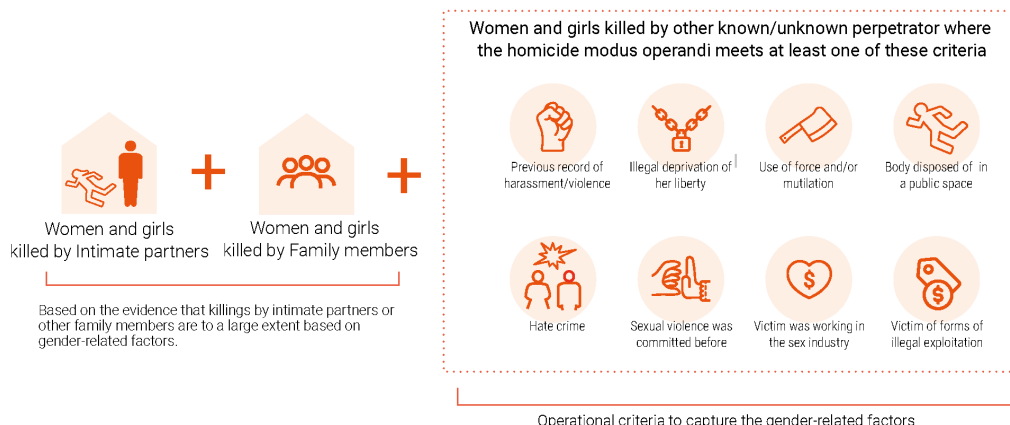 Women and girls killed by other known/unknown perpetrator where
the homicide modus operandi meets at least one of these criteria
Previous record of
harassment/violence
Illegal deprivation of
her liberty
Use of force and/or
mutilation
Body disposed of in
a public space
Women and girls
killed by Intimate partners
Women and girls
killed by Family members
Based on the evidence that killings by intimate partners or
other family members are to a large extent based on
gender-related factors.
Hate crime
Sexual violence was
committed before
Victim was working in
the sex industry
Victim of forms of
illegal exploitation
Operational criteria to capture the gender-related factors